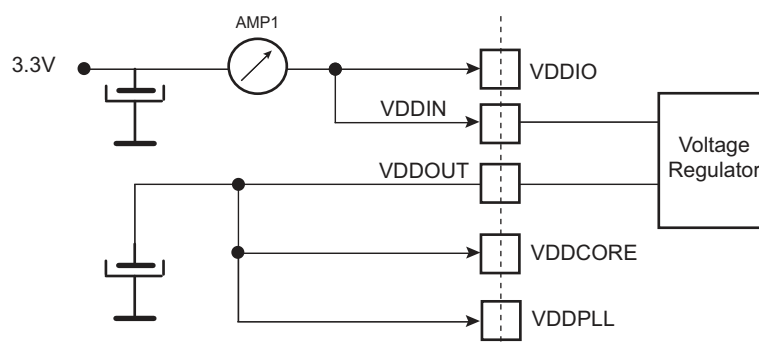 AMP1
3.3V
VDDIO
VDDIN
Voltage
Regulator
VDDOUT
VDDCORE
VDDPLL